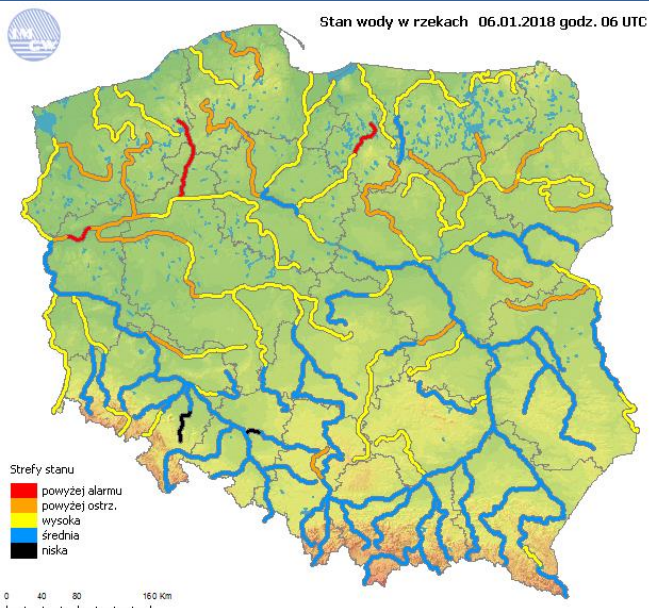 Stan wody w rzekach 06.01.2018 godz. 06 UTC
Strefy stanu
powyżej alarmu
powyżej ostrz.
wysoka
średnia
niska
0 40 80 160 Km